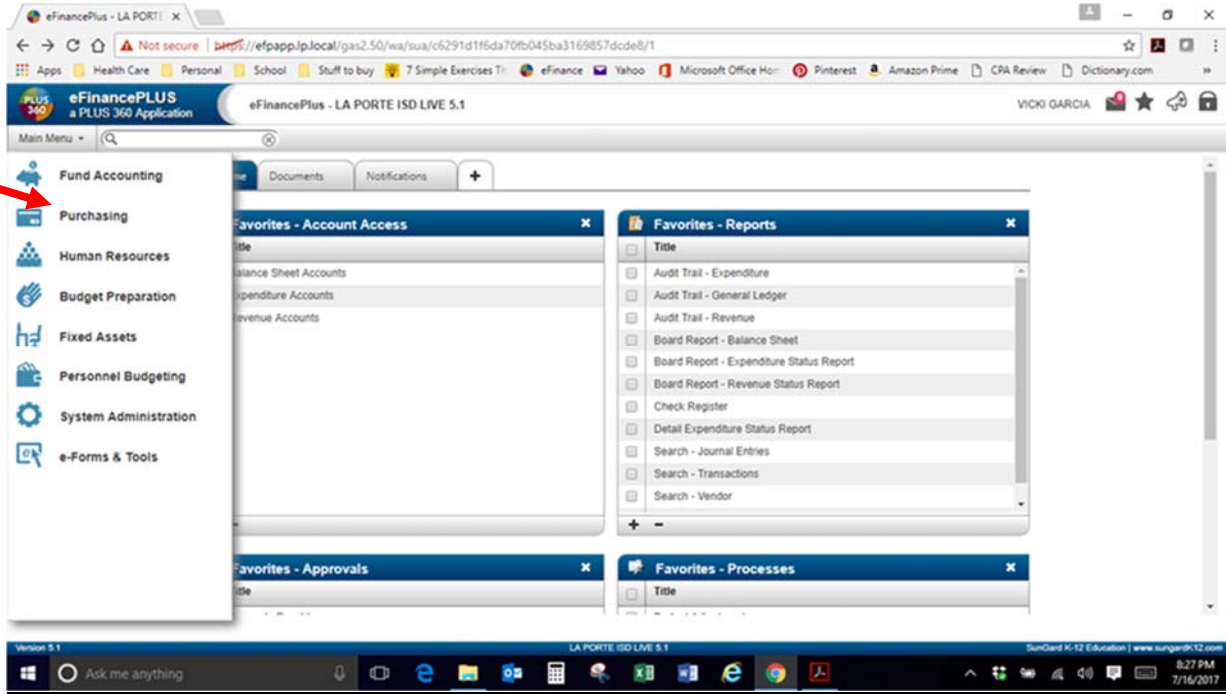 eFinancePlus - LA PORTE
Not secure | https://efpapp.lp.local/gas2.50/wa/sua/c6291d1f6da70fb045ba3169857dcde8/1
Apps Health Care Personal School Stuff to buy 7 Simple Exercises Th eFinance Yahoo Microsoft Office Hom Pinterest Amazon Prime CPA Review Dictionary.com »
PLUS 360 eFinancePLUS
a PLUS 360 Application
eFinancePlus - LA PORTE ISD LIVE 5.1
VICKI GARCIA
Main Menu
Fund Accounting
Purchasing
Human Resources
Budget Preparation
Fixed Assets
Personnel Budgeting
System Administration
e-Forms & Tools
me Documents Notifications +
Favorites - Account Access
Title
Balance Sheet Accounts
Expenditure Accounts
Revenue Accounts
Favorites - Reports
Title
Audit Trail - Expenditure
Audit Trail - General Ledger
Audit Trail - Revenue
Board Report - Balance Sheet
Board Report - Expenditure Status Report
Board Report - Revenue Status Report
Check Register
Detail Expenditure Status Report
Search - Journal Entries
Search - Transactions
Search - Vendor
Favorites - Approvals
Title
Favorites - Processes
Title
Version 5.1
LA PORTE ISD LIVE 5.1
SunGard K-12 Education | www.sungardK12.com
Ask me anything
8:27 PM
7/16/2017